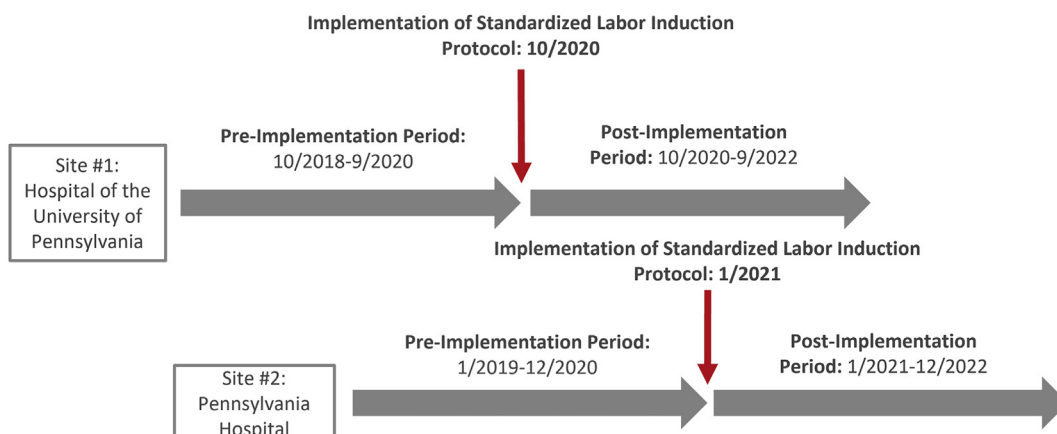 Implementation of Standardized Labor Induction
Protocol: 10/2020
Pre-Implementation Period:
10/2018-9/2020
Post-Implementation
Period: 10/2020-9/2022
Site #1:
Hospital of the
University of
Pennsylvania
Implementation of Standardized Labor Induction
Protocol: 1/2021
Pre-Implementation Period:
1/2019-12/2020
Post-Implementation
Period: 1/2021-12/2022
Site #2:
Pennsylvania
Hospital